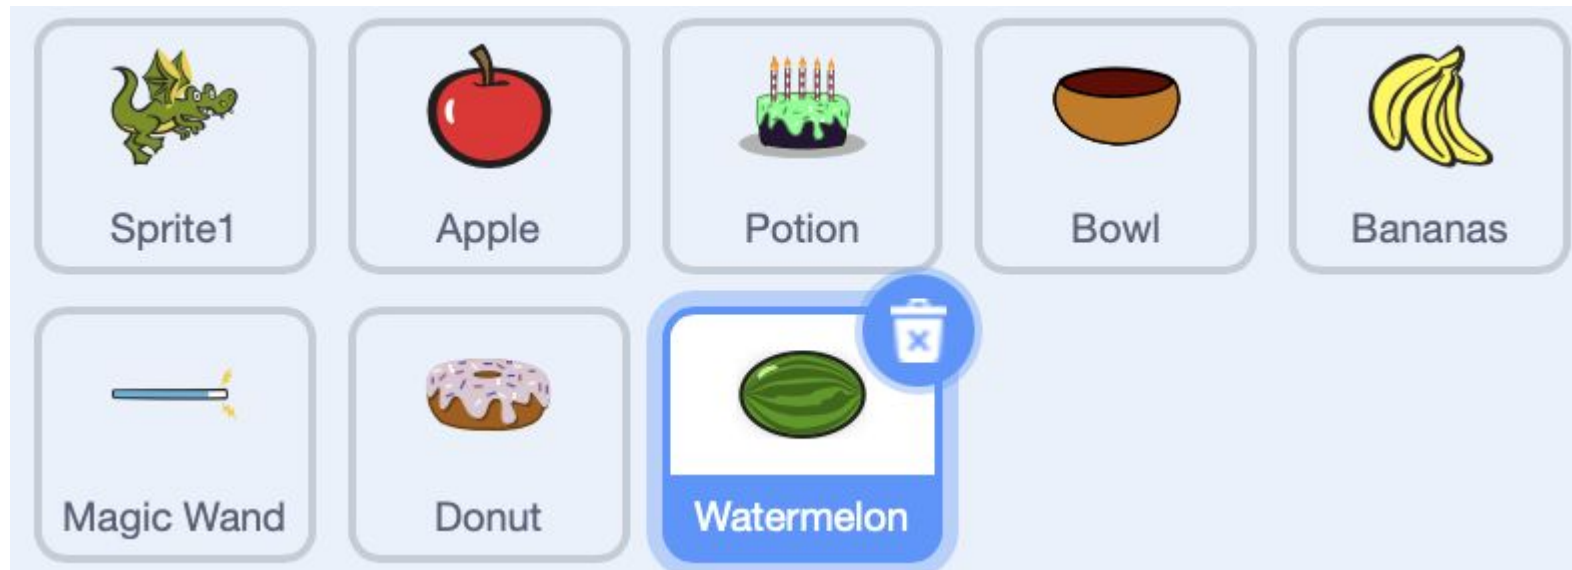 Sprite1
Apple
Potion
Bowl
Bananas
Magic Wand
Donut
Watermelon